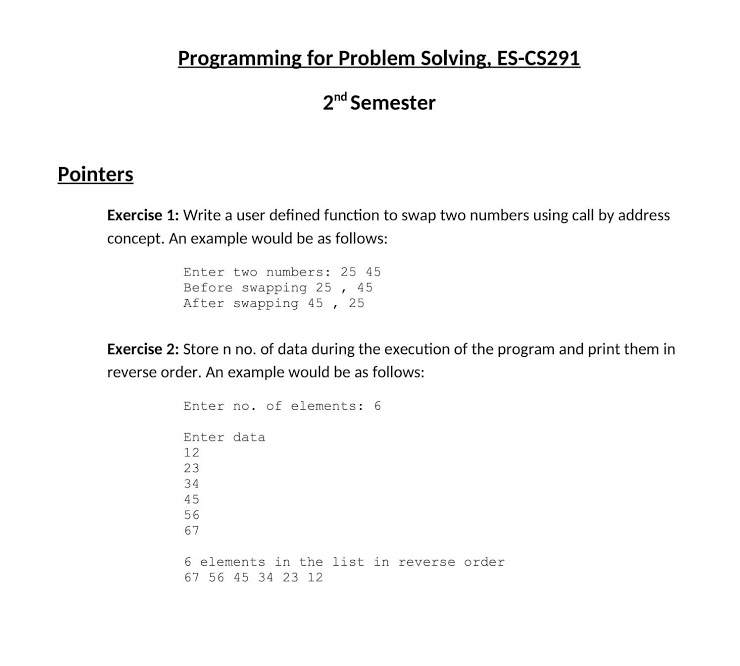 Programming for Problem Solving, ES-CS291
2nd Semester
Pointers
Exercise 1: Write a user defined function to swap two numbers using call by address
concept. An example would be as follows:
Enter two numbers: 25 45
Before swapping 25 , 45
After swapping 45 , 25
Exercise 2: Store n no. of data during the execution of the program and print them in
reverse order. An example would be as follows:
Enter no. of elements: 6
Enter data
12
23
34
45
56
67
6 elements in the list in reverse order
67 56 45 34 23 12